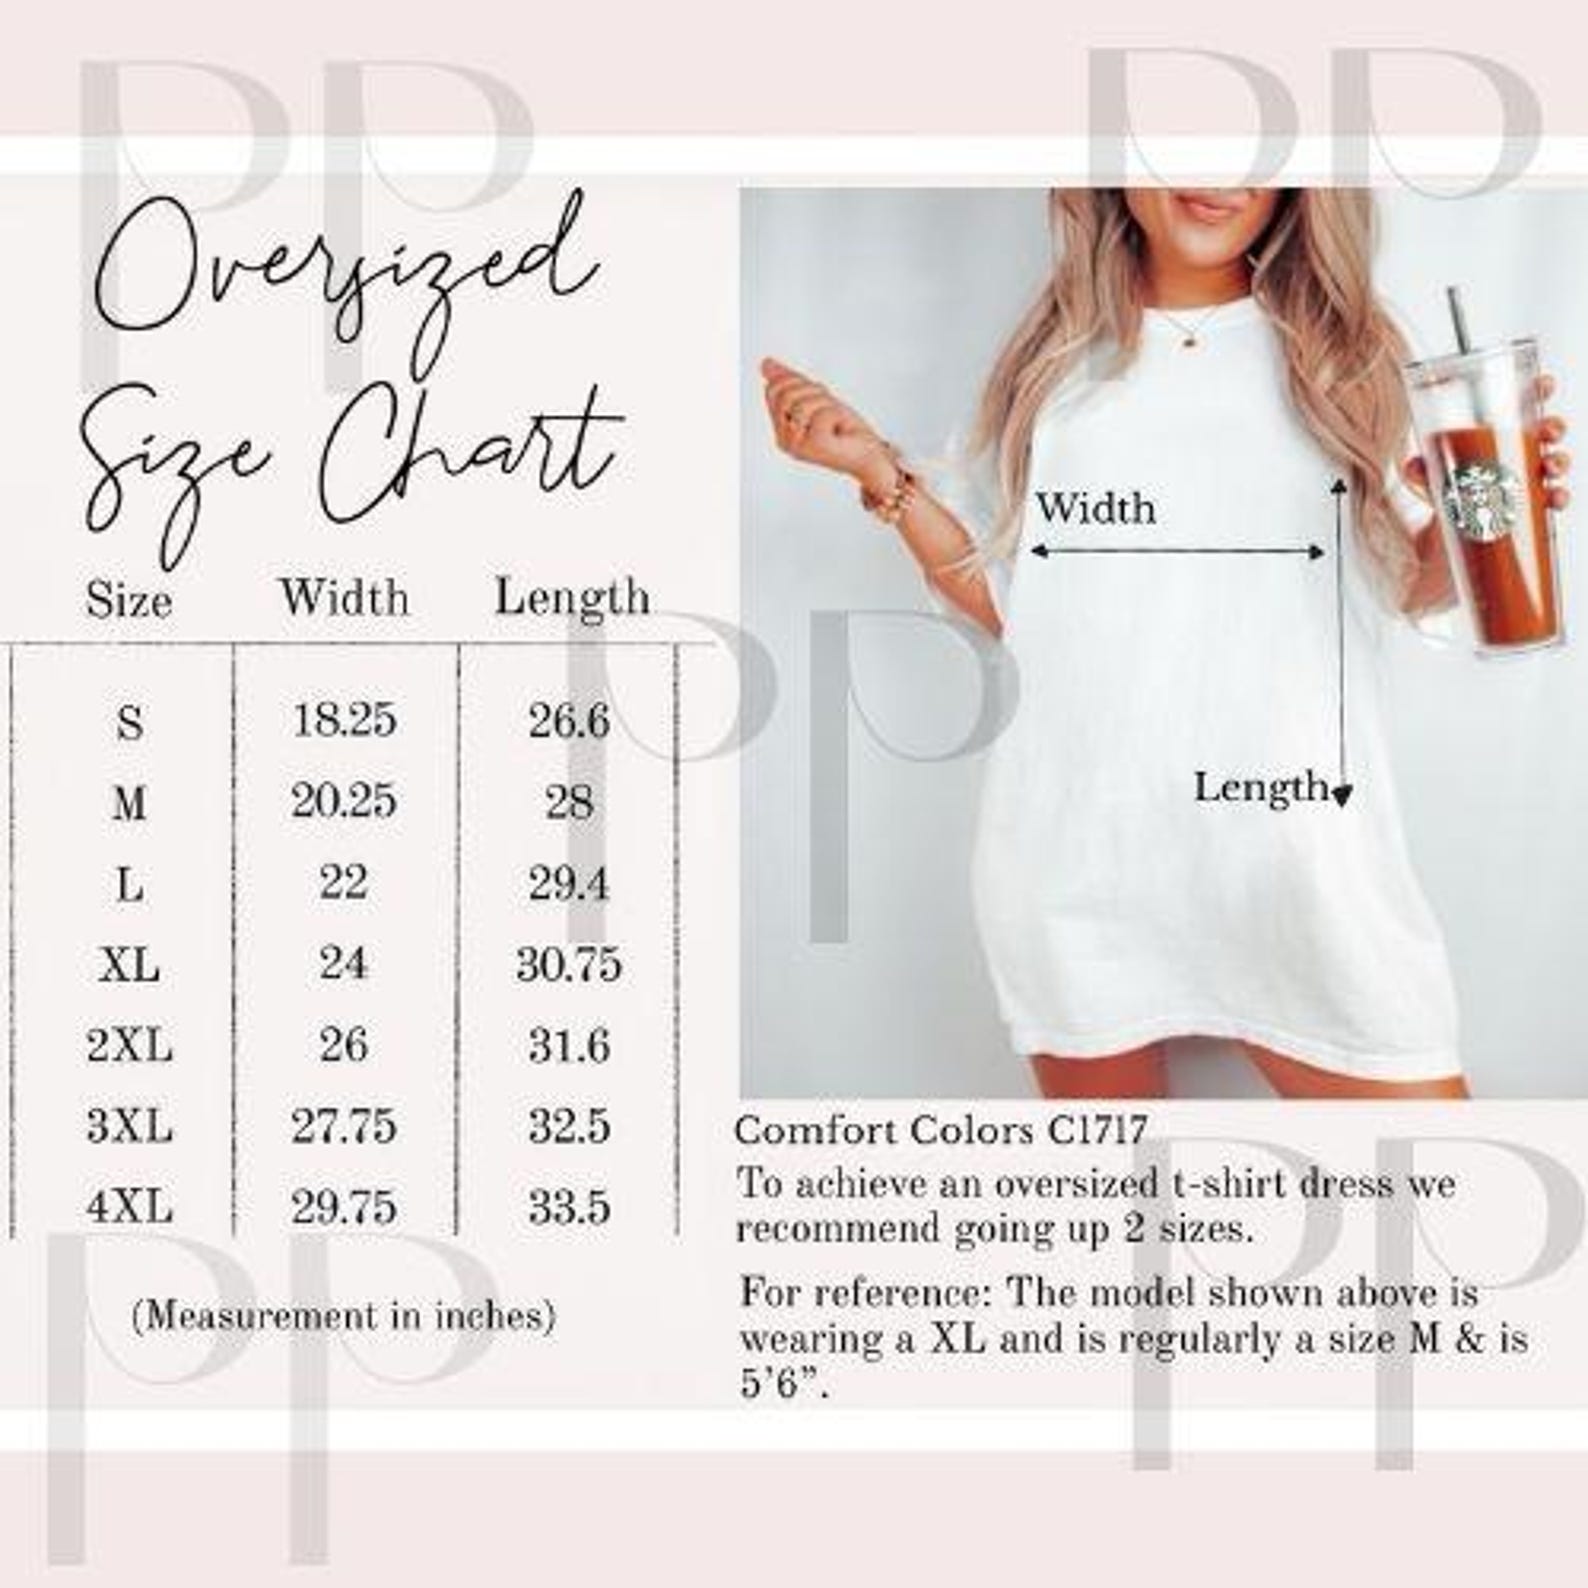 Oversized
Size Chart
Size Width Length
S 18.25 26.6
M 20.25 28
L 22 29.4
XL 24 30.75
2XL 26 31.6
3XL 27.75 32.5
4XL 29.75 33.5
(Measurement in inches)
Width
Length
Comfort Colors C1717
To achieve an oversized t-shirt dress we
recommend going up 2 sizes.
For reference: The model shown above is
wearing a XL and is regularly a size M & is
5’6”.
PP
PP
PP
PP
PP